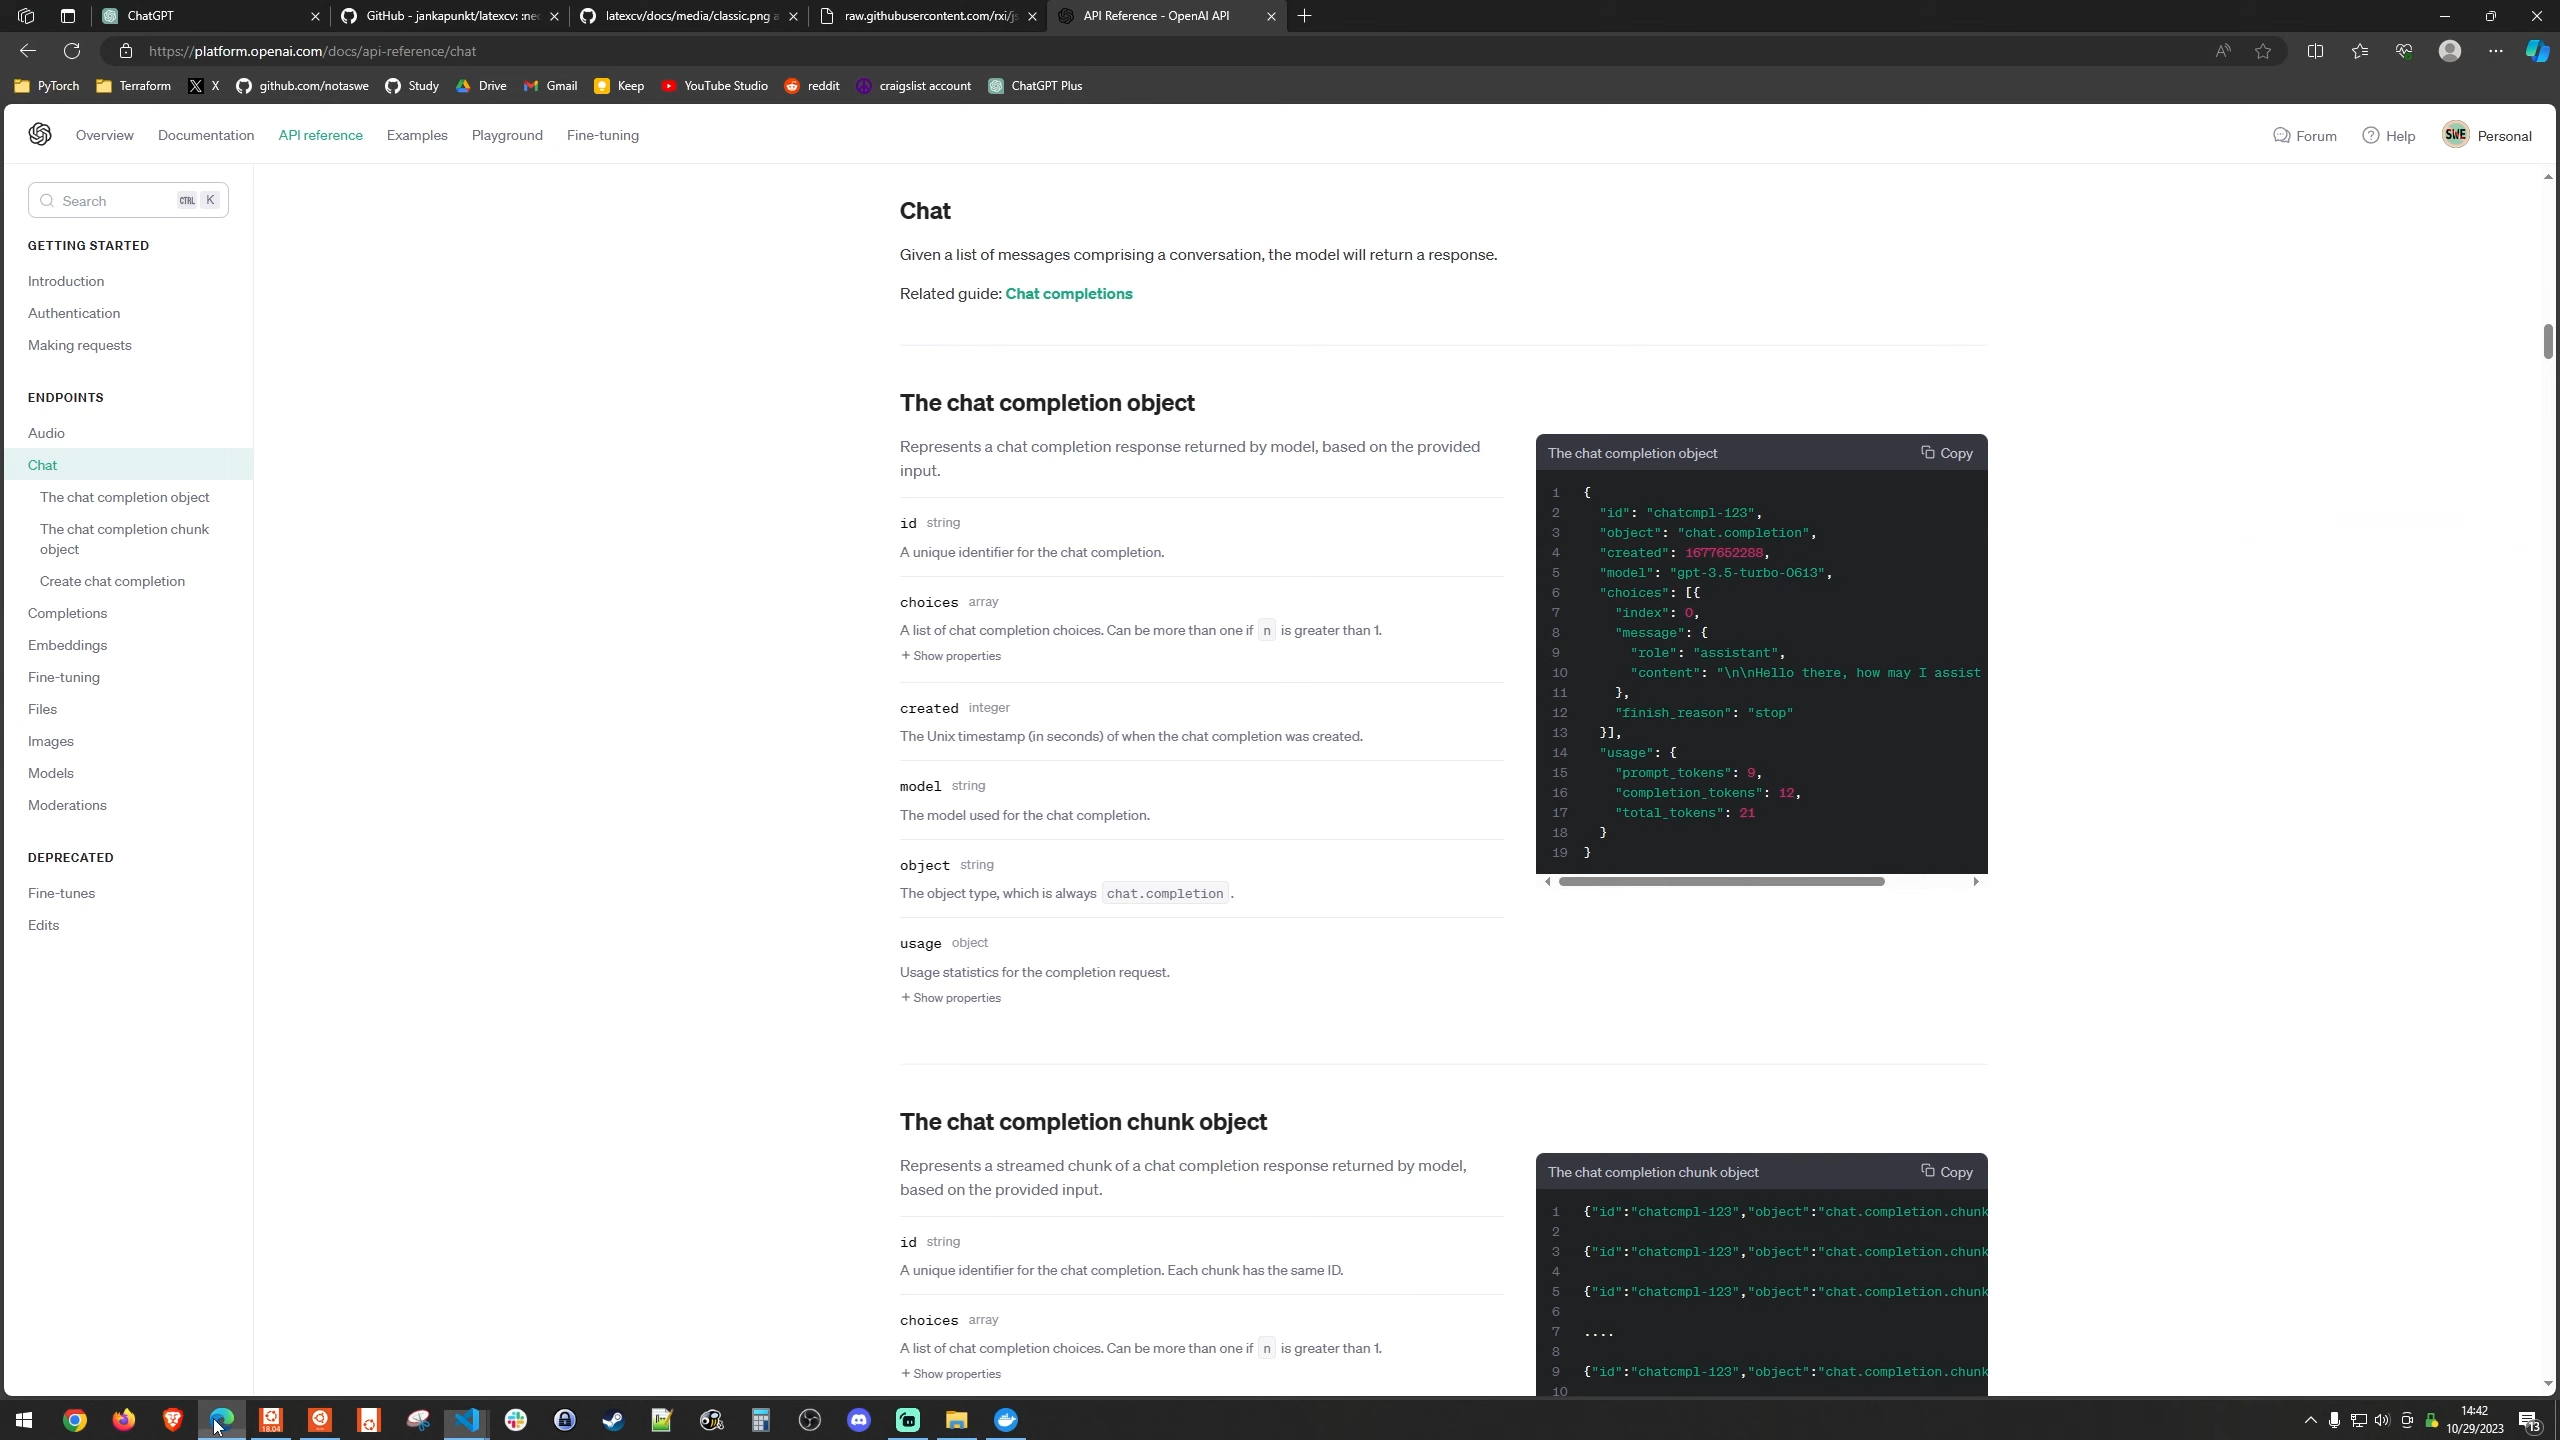 ChatGPT
GitHub - jankapunkt/latexcv: :nec
latexcv/docs/media/classic.png a
raw.githubusercontent.com/rxi/js
API Reference - OpenAI API
https://platform.openai.com/docs/api-reference/chat
PyTorch
Terraform
X
github.com/notaswe
Study
Drive
Gmail
Keep
YouTube Studio
reddit
craigslist account
ChatGPT Plus
Overview
Documentation
API reference
Examples
Playground
Fine-tuning
Forum
Help
SWE
Personal
Search
CTRL K
GETTING STARTED
Introduction
Authentication
Making requests
ENDPOINTS
Audio
Chat
The chat completion object
The chat completion chunk
object
Create chat completion
Completions
Embeddings
Fine-tuning
Files
Images
Models
Moderations
DEPRECATED
Fine-tunes
Edits
Chat
Given a list of messages comprising a conversation, the model will return a response.
Related guide: Chat completions
The chat completion object
Represents a chat completion response returned by model, based on the provided
input.
id string
A unique identifier for the chat completion.
choices array
A list of chat completion choices. Can be more than one if n is greater than 1.
+ Show properties
created integer
The Unix timestamp (in seconds) of when the chat completion was created.
model string
The model used for the chat completion.
object string
The object type, which is always chat.completion .
usage object
Usage statistics for the completion request.
+ Show properties
The chat completion object
Copy
1 {
2 "id": "chatcmpl-123",
3 "object": "chat.completion",
4 "created": 1677652288,
5 "model": "gpt-3.5-turbo-0613",
6 "choices": [{
7 "index": 0,
8 "message": {
9 "role": "assistant",
10 "content": "\n\nHello there, how may I assist
11 },
12 "finish_reason": "stop"
13 }],
14 "usage": {
15 "prompt_tokens": 9,
16 "completion_tokens": 12,
17 "total_tokens": 21
18 }
19 }
The chat completion chunk object
Represents a streamed chunk of a chat completion response returned by model,
based on the provided input.
id string
A unique identifier for the chat completion. Each chunk has the same ID.
choices array
A list of chat completion choices. Can be more than one if n is greater than 1.
+ Show properties
The chat completion chunk object
Copy
1 {"id":"chatcmpl-123","object":"chat.completion.chunk
2
3 {"id":"chatcmpl-123","object":"chat.completion.chunk
4
5 {"id":"chatcmpl-123","object":"chat.completion.chunk
6
7 ....
8
9 {"id":"chatcmpl-123","object":"chat.completion.chunk
10
18.04
14:42
10/29/2023
13